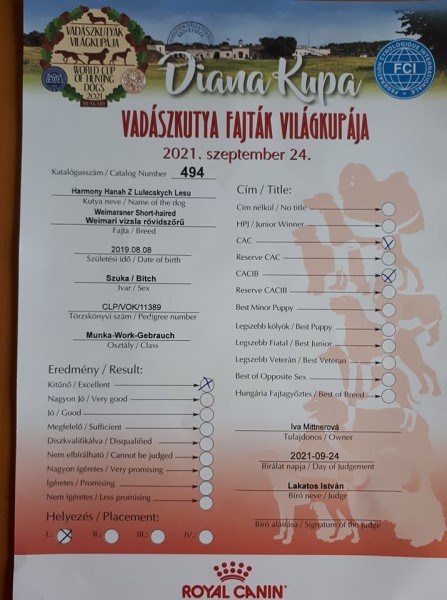 VADÁSZKUTYÁK
VILÁGKUPÁJA
WORLD CUP
OF HUNTING
DOGS
2021
FEDERATION CYNOLOGIQUE INTERNATIONALE
FCI
Diana Kupa
VADÁSZKUTYA FAJTÁK VILÁGKUPÁJA
2021. szeptember 24.
Katalógusszám / Catalog Number 494
Harmony Hanah Z Lulecskych Lesu
Kutya neve / Name of the dog
Weimaraner Short-haired
Weimari vizsla rövidszőrű
Fajta / Breed
2019.08.08
Születési Idő / Date of birth
Szuka / Bitch
Ivar / Sex
CLP/VOK/11389
Törzskönyvi szám / Pedigree number
Munka-Work-Gebrauch
Osztály / Class
Eredmény / Result:
Kitűnő / Excellent
Nagyon Jó / Very good
Jó / Good
Megfelelő / Sufficient
Diszkvalifikálva / Disqualified
Nem elbírálható / Cannot be judged
Nagyon ígéretes / Very promising
Ígéretes / Promising
Nem ígéretes / Less promising
Helyezés / Placement:
I.: X II.: III.: IV.:
Cím / Title:
Cím nélkül / No title
HPJ / Junior Winner
CAC X
Reserve CAC
CACIB X
Reserve CACIB
Best Minor Puppy
Legszebb kölyök / Best Puppy
Legszebb Fiatal / Best Junior
Legszebb Veterán / Best Veteran
Best of Opposite Sex
Hungária Fajtagyőztes / Best of Breed
Iva Mittnerová
Tulajdonos / Owner
2021-09-24
Bírálat napja / Day of Judgement
Lakatos István
Bíró neve / Judge
Bíró aláírása / Signature of the Judge
ROYAL CANIN